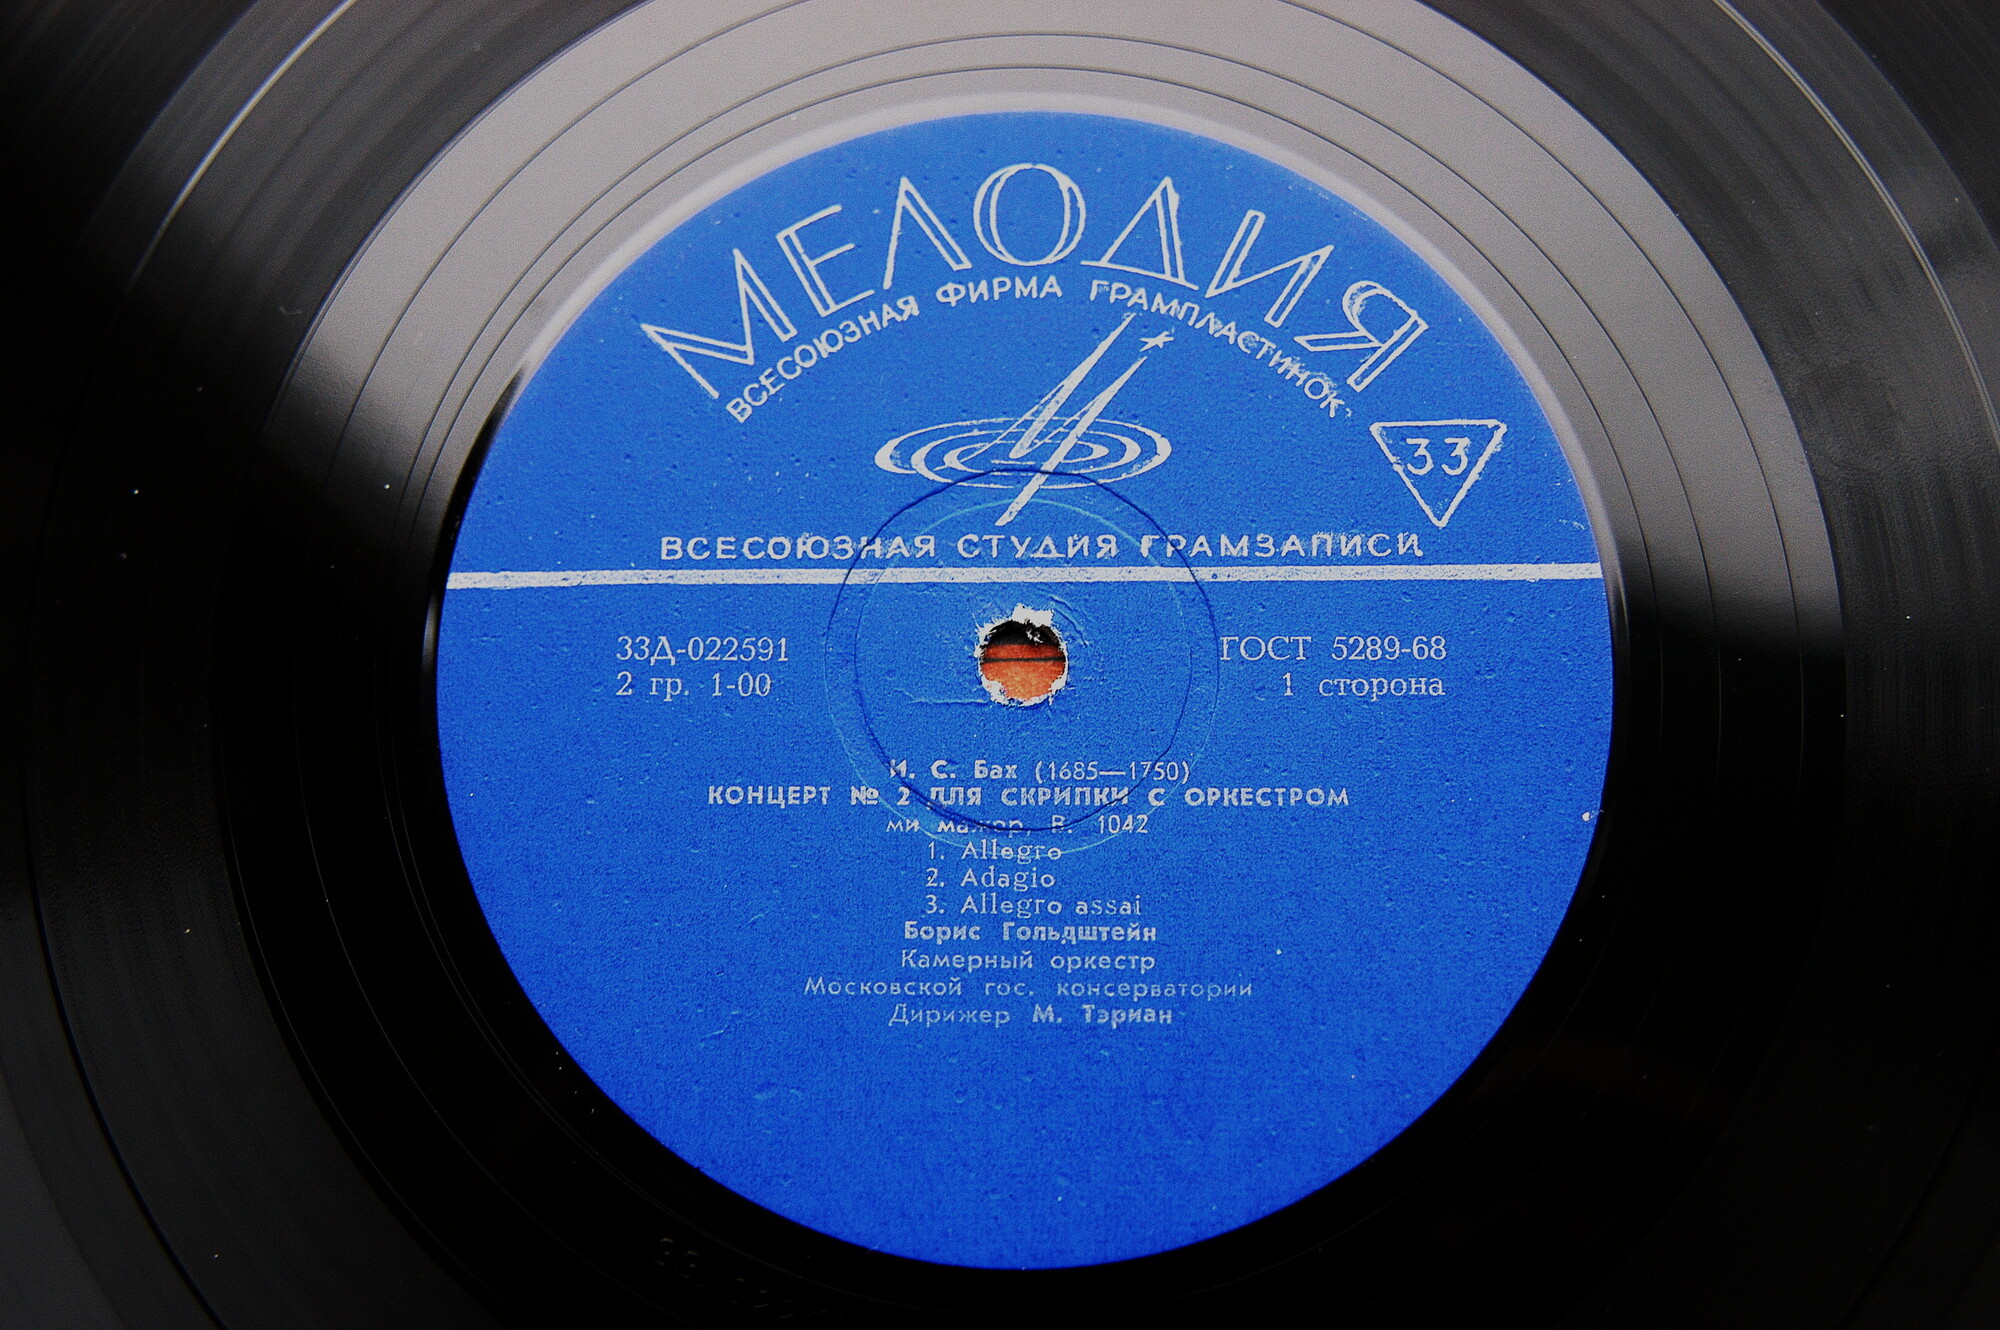 МЕЛОДИЯ
ВСЕСОЮЗНАЯ ФИРМА ГРАМПЛАСТИНОК
33
ВСЕСОЮЗНАЯ СТУДИЯ ГРАМЗАПИСИ
33Д-022591
ГОСТ 5289-68
2 гр. 1-00
1 сторона
И. С. Бах (1685—1750)
КОНЦЕРТ № 2 ДЛЯ СКРИПКИ С ОРКЕСТРОМ
ми мажор, В. 1042
1. Allegro
2. Adagio
3. Allegro assai
Борис Гольдштейн
Камерный оркестр
Московской гос. консерватории
Дирижер М. Тэриан